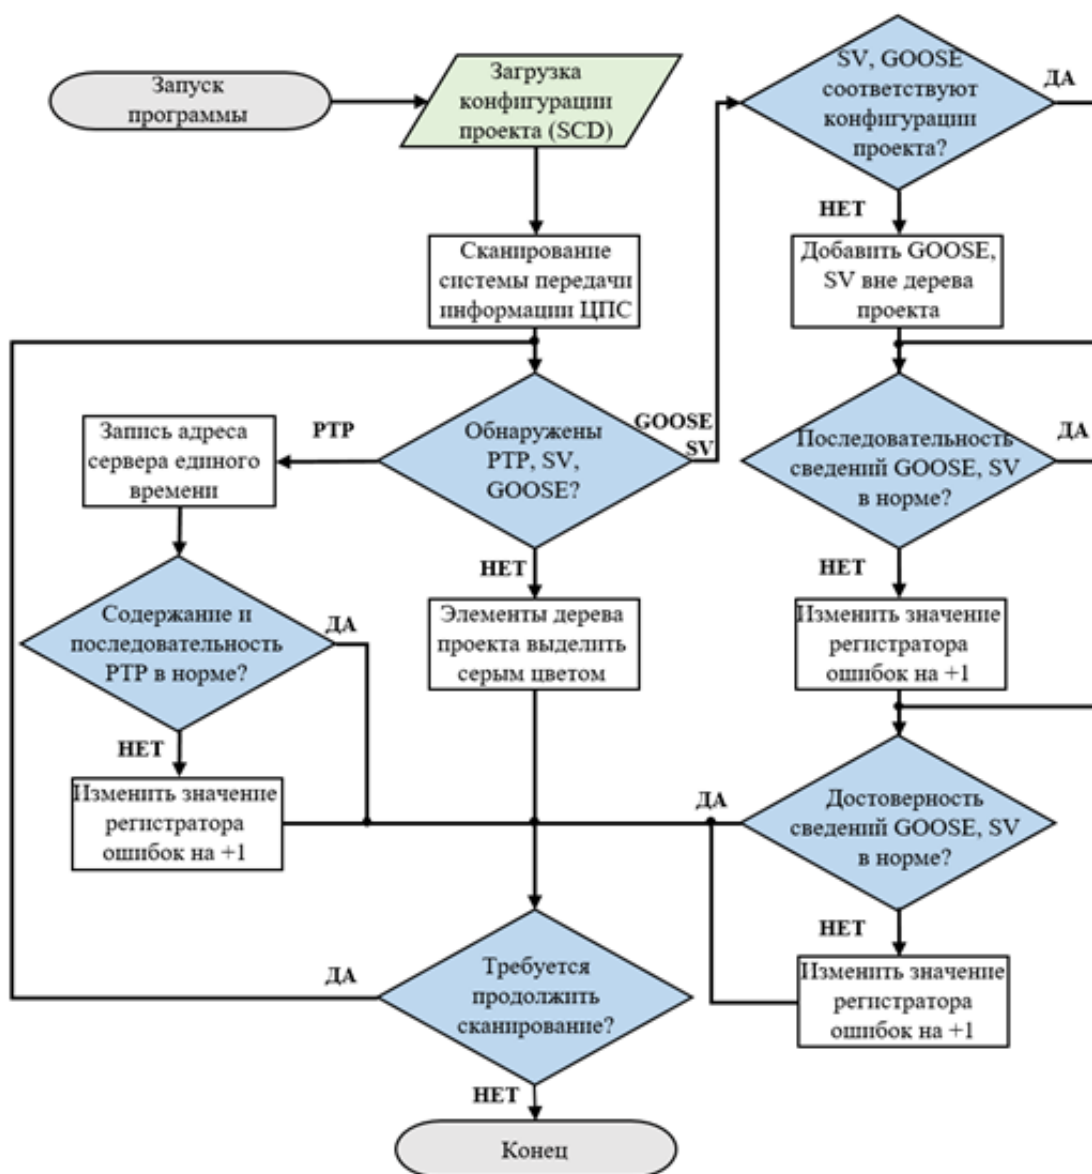 Запуск
программы
Загрузка
конфигурации
проекта (SCD)
Сканирование
системы передачи
информации ЦПС
Обнаружены
PTP, SV,
GOOSE?
PTP
GOOSE
SV
НЕТ
Запись адреса
сервера единого
времени
Содержание и
последовательность
PTP в норме?
ДА
НЕТ
Изменить значение
регистратора
ошибок на +1
Элементы дерева
проекта выделить
серым цветом
SV, GOOSE
соответствуют
конфигурации
проекта?
ДА
НЕТ
Добавить GOOSE,
SV вне дерева
проекта
Последовательность
сведений GOOSE, SV
в норме?
ДА
НЕТ
Изменить значение
регистратора
ошибок на +1
Достоверность
сведений GOOSE, SV
в норме?
ДА
НЕТ
Изменить значение
регистратора
ошибок на +1
Требуется
продолжить
сканирование?
ДА
НЕТ
Конец